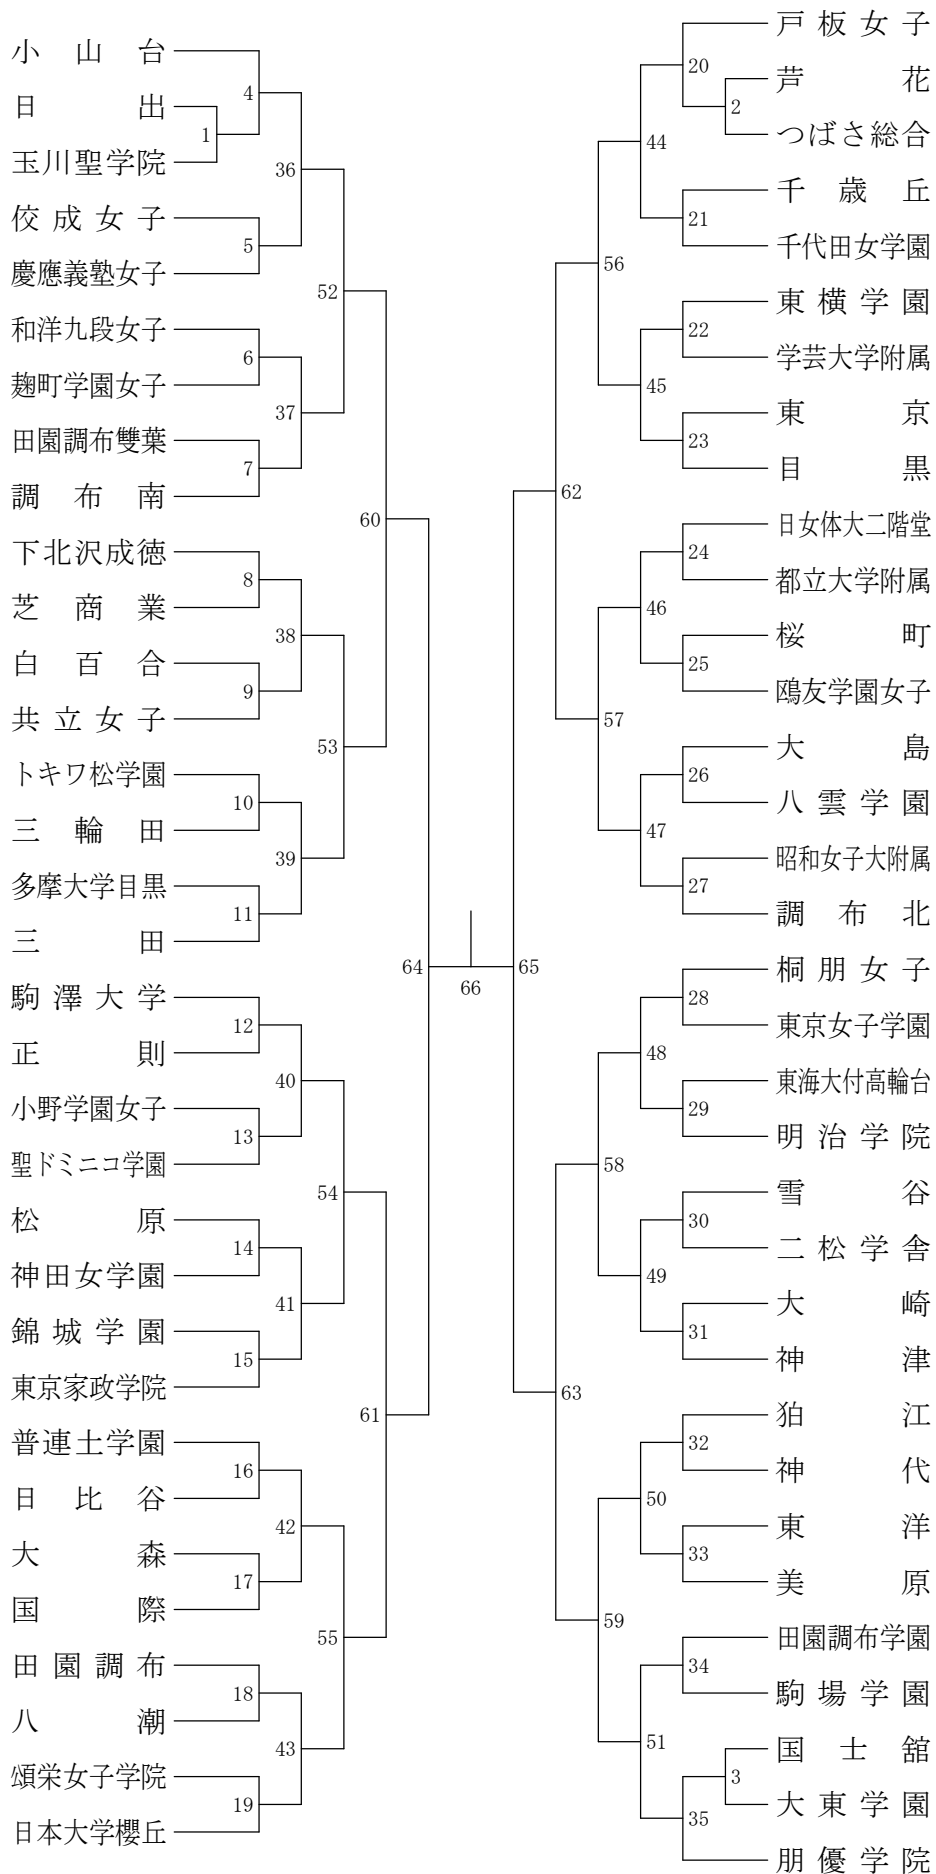 小山台
4
日出
1
玉川聖学院
36
佼成女子
5
慶應義塾女子
52
和洋九段女子
6
麹町学園女子
37
田園調布雙葉
7
調布南
60
下北沢成徳
8
芝商業
38
白百合
9
共立女子
53
トキワ松学園
10
三輪田
39
多摩大学目黒
11
三田
64
駒澤大学
12
正則
40
小野学園女子
13
聖ドミニコ学園
54
松原
14
神田女学園
41
錦城学園
15
東京家政学院
61
普連土学園
16
日比谷
42
大森
17
国際
55
田園調布
18
八潮
43
頌栄女子学院
19
日本大学櫻丘
66
戸板女子
20
芦花
2
つばさ総合
44
千歳丘
21
千代田女学園
56
東横学園
22
学芸大学附属
45
東京
23
目黒
62
日女体大二階堂
24
都立大学附属
46
桜町
25
鴎友学園女子
57
大島
26
八雲学園
47
昭和女子大附属
27
調布北
65
桐朋女子
28
東京女子学園
48
東海大付高輪台
29
明治学院
58
雪谷
30
二松学舎
49
大崎
31
神津
63
狛江
32
神代
50
東洋
33
美原
59
田園調布学園
34
駒場学園
51
国士舘
3
大東学園
35
朋優学院